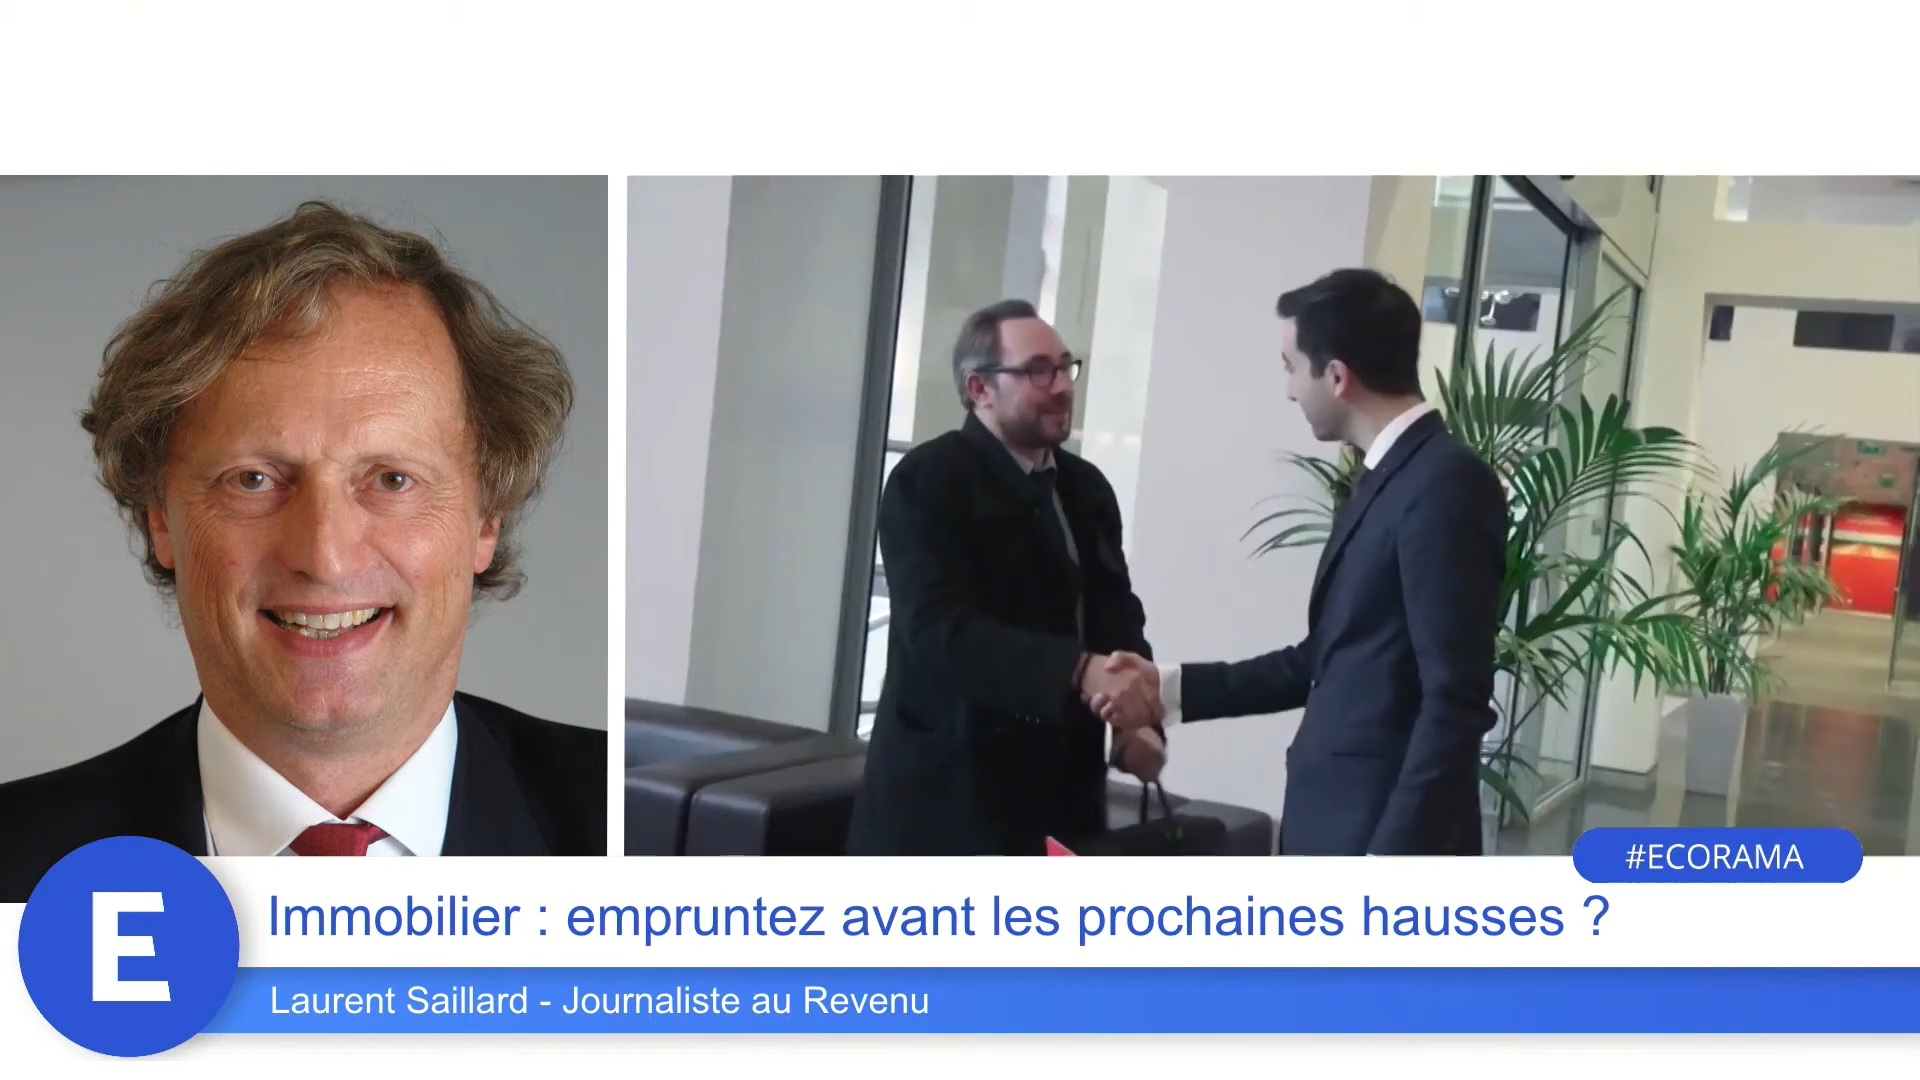 #ECORAMA
E
Immobilier : empruntez avant les prochaines hausses ?
Laurent Saillard - Journaliste au Revenu